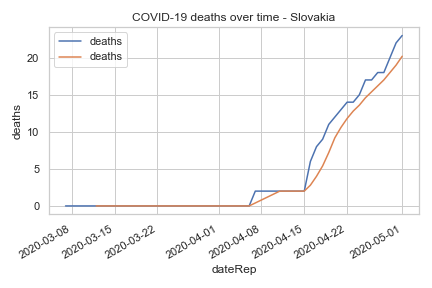 COVID-19 deaths over time - Slovakia
deaths
deaths
20
15
10
5
0
deaths
2020-03-08
2020-03-15
2020-03-22
2020-04-01
2020-04-08
2020-04-15
2020-04-22
2020-05-01
dateRep